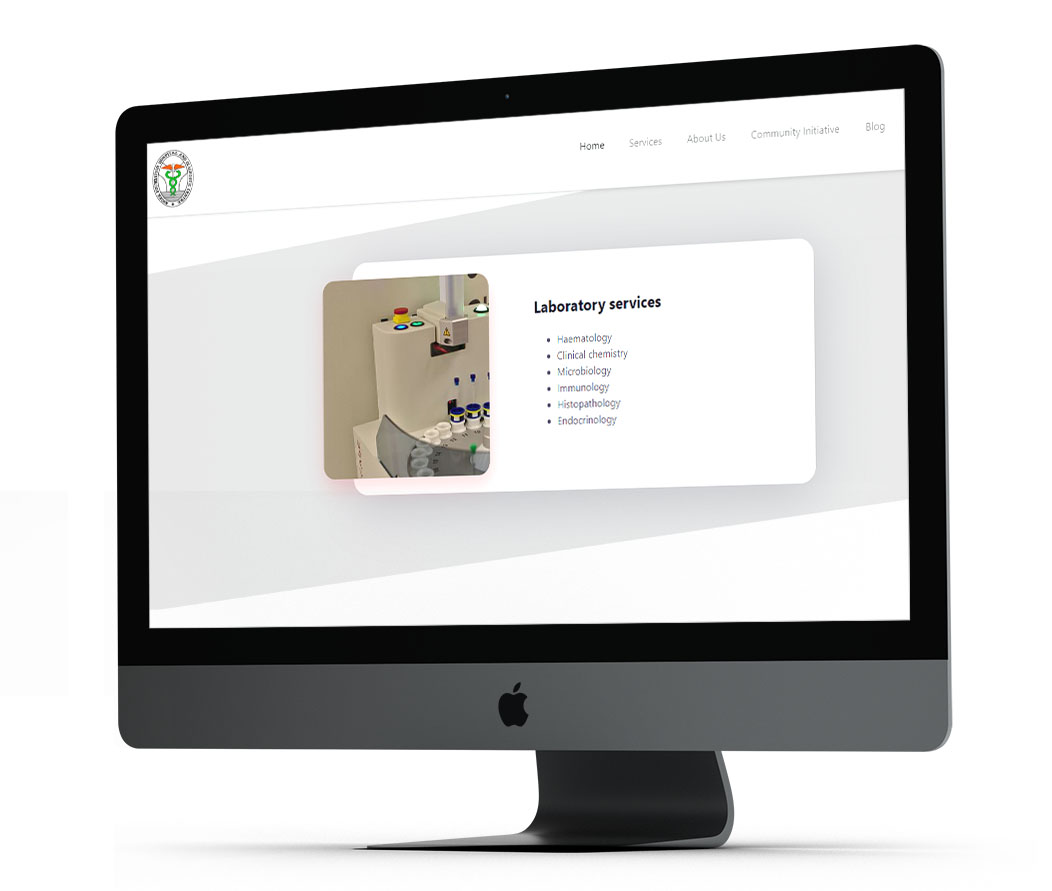 Home
Services
About Us
Community Initiative
Blog
Laboratory services
Haematology
Clinical chemistry
Microbiology
Immunology
Histopathology
Endocrinology